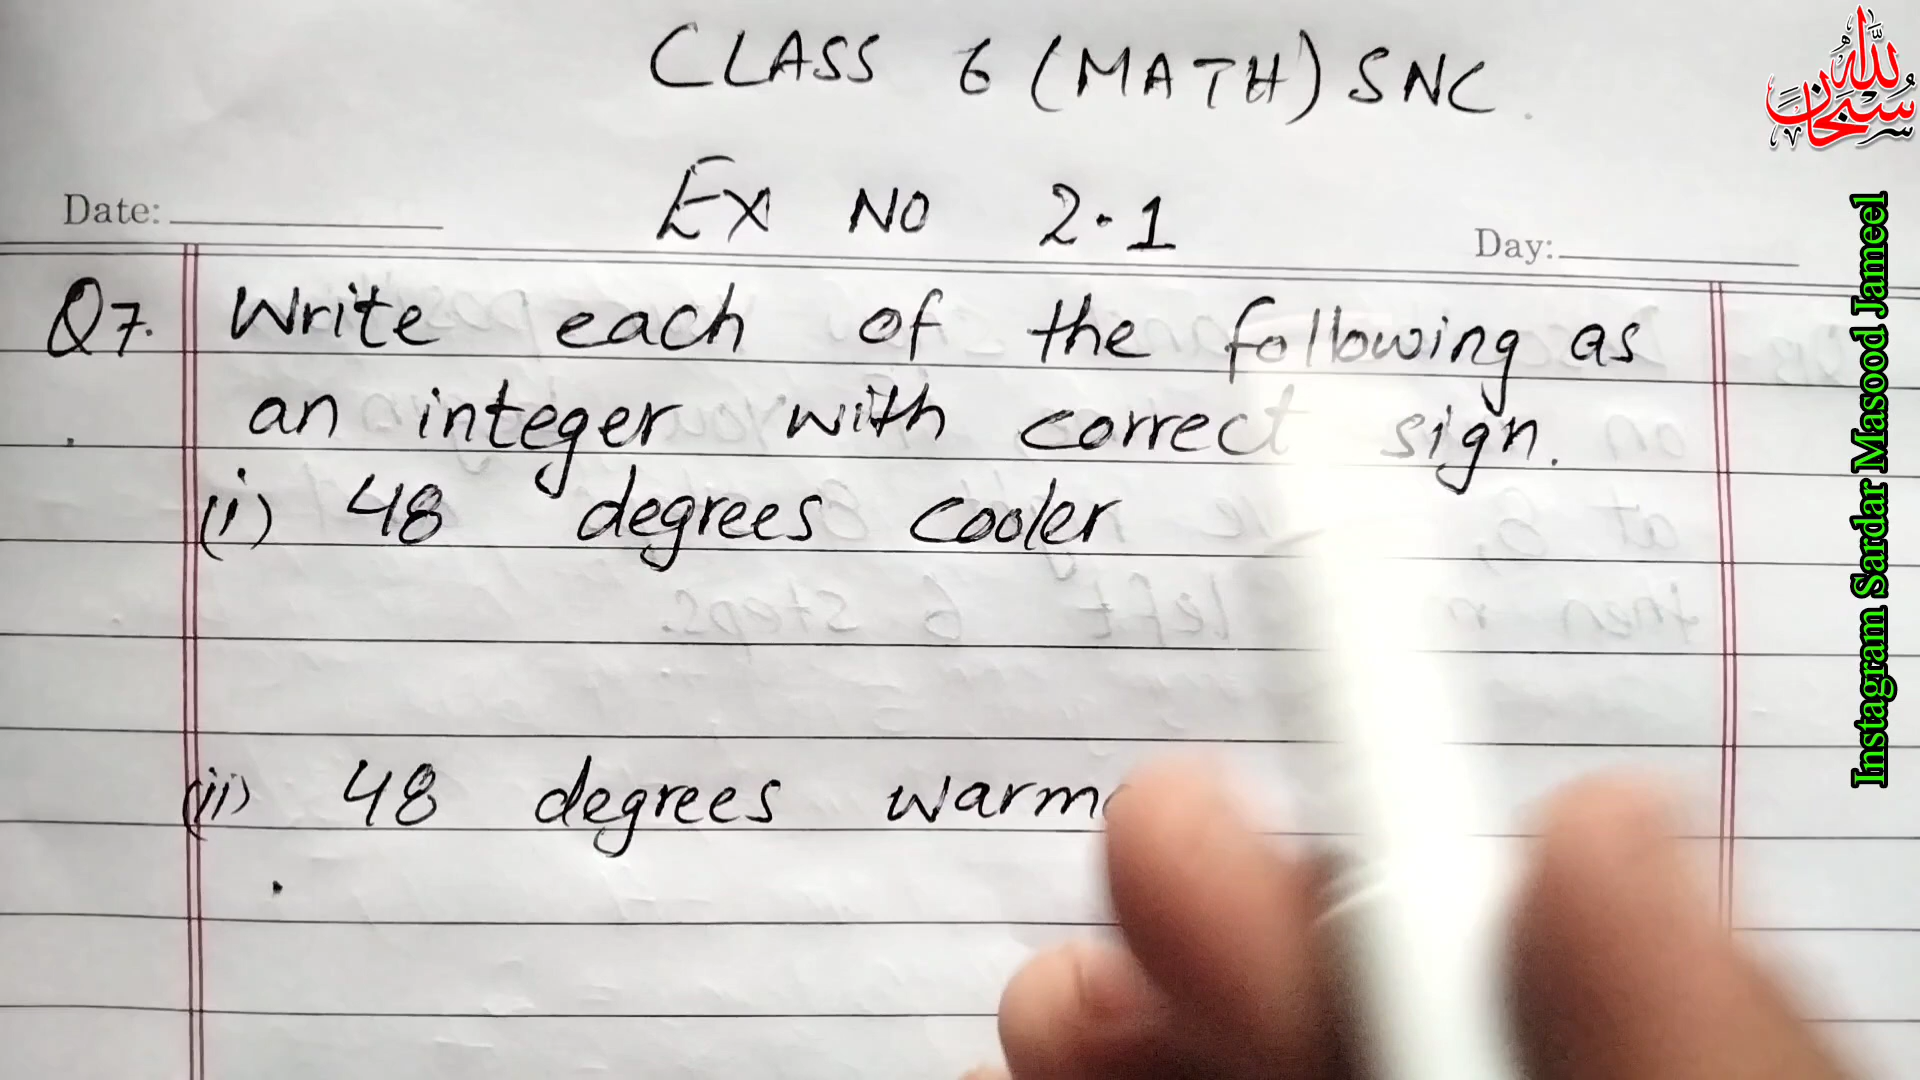 CLASS 6 (MATH) SNC
Ex NO 2.1
Date:
Day:
Q7. Write each of the following as
an integer with correct sign.
(i) 48 degrees cooler
(ii) 48 degrees
سبحان الله
Instagram Sardar Masood Jameel